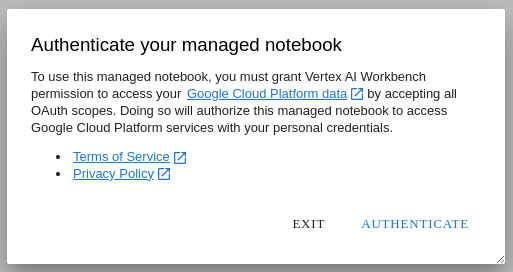 Authenticate your managed notebook
To use this managed notebook, you must grant Vertex AI Workbench
permission to access your Google Cloud Platform data by accepting all
OAuth scopes. Doing so will authorize this managed notebook to access
Google Cloud Platform services with your personal credentials.
• Terms of Service
• Privacy Policy
EXIT AUTHENTICATE